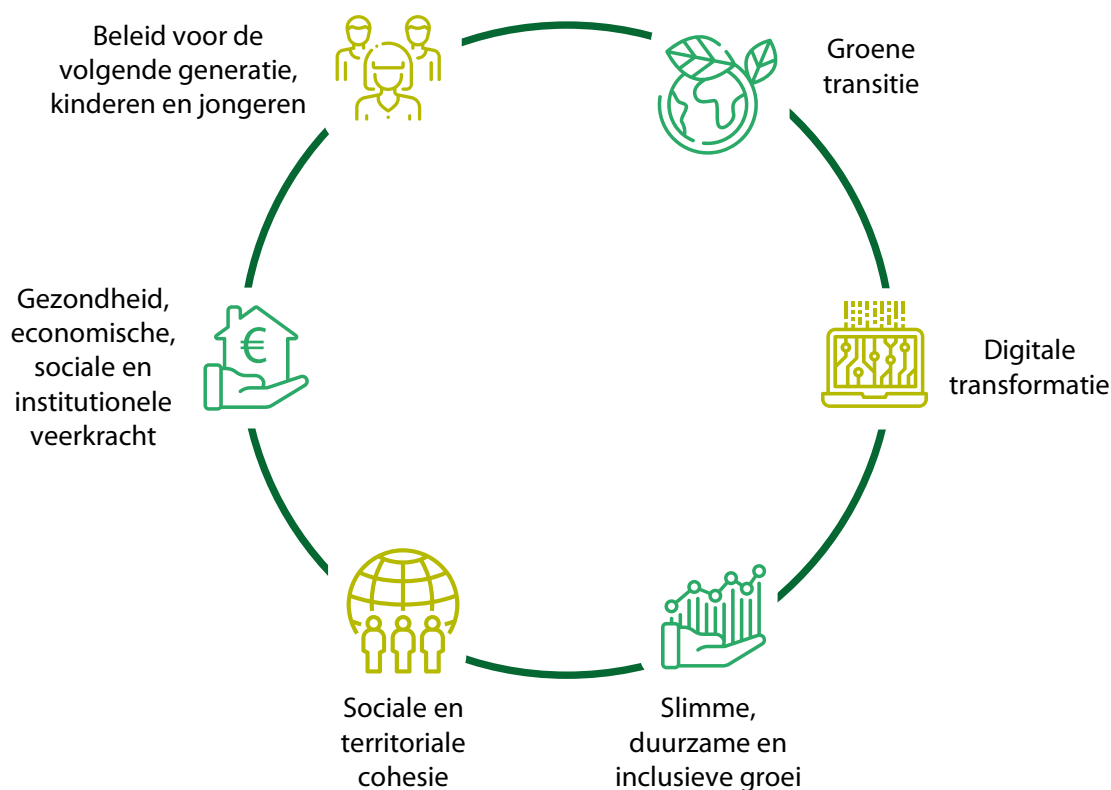 Beleid voor de
volgende generatie,
kinderen en jongeren
Groene
transitie
Gezondheid,
economische,
sociale en
institutionele
veerkracht
€
Digitale
transformatie
Sociale en
territoriale
cohesie
Slimme,
duurzame en
inclusieve groei